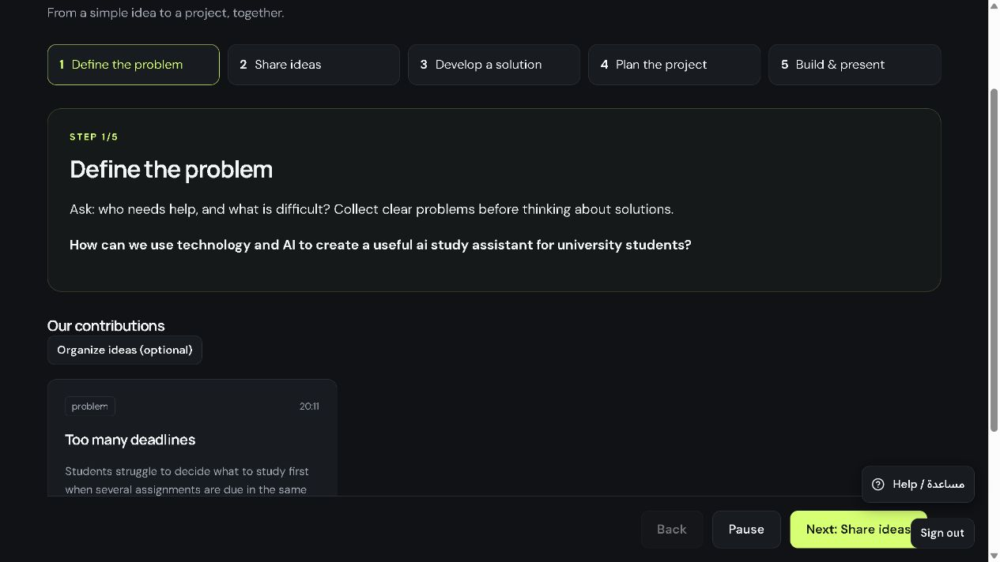 From a simple idea to a project, together.
1 Define the problem
2 Share ideas
3 Develop a solution
4 Plan the project
5 Build & present
STEP 1/5
Define the problem
Ask: who needs help, and what is difficult? Collect clear problems before thinking about solutions.
How can we use technology and AI to create a useful ai study assistant for university students?
Our contributions
Organize ideas (optional)
problem
20:11
Too many deadlines
Students struggle to decide what to study first
when several assignments are due in the same
Help / مساعدة
Back
Pause
Next: Share ideas
Sign out